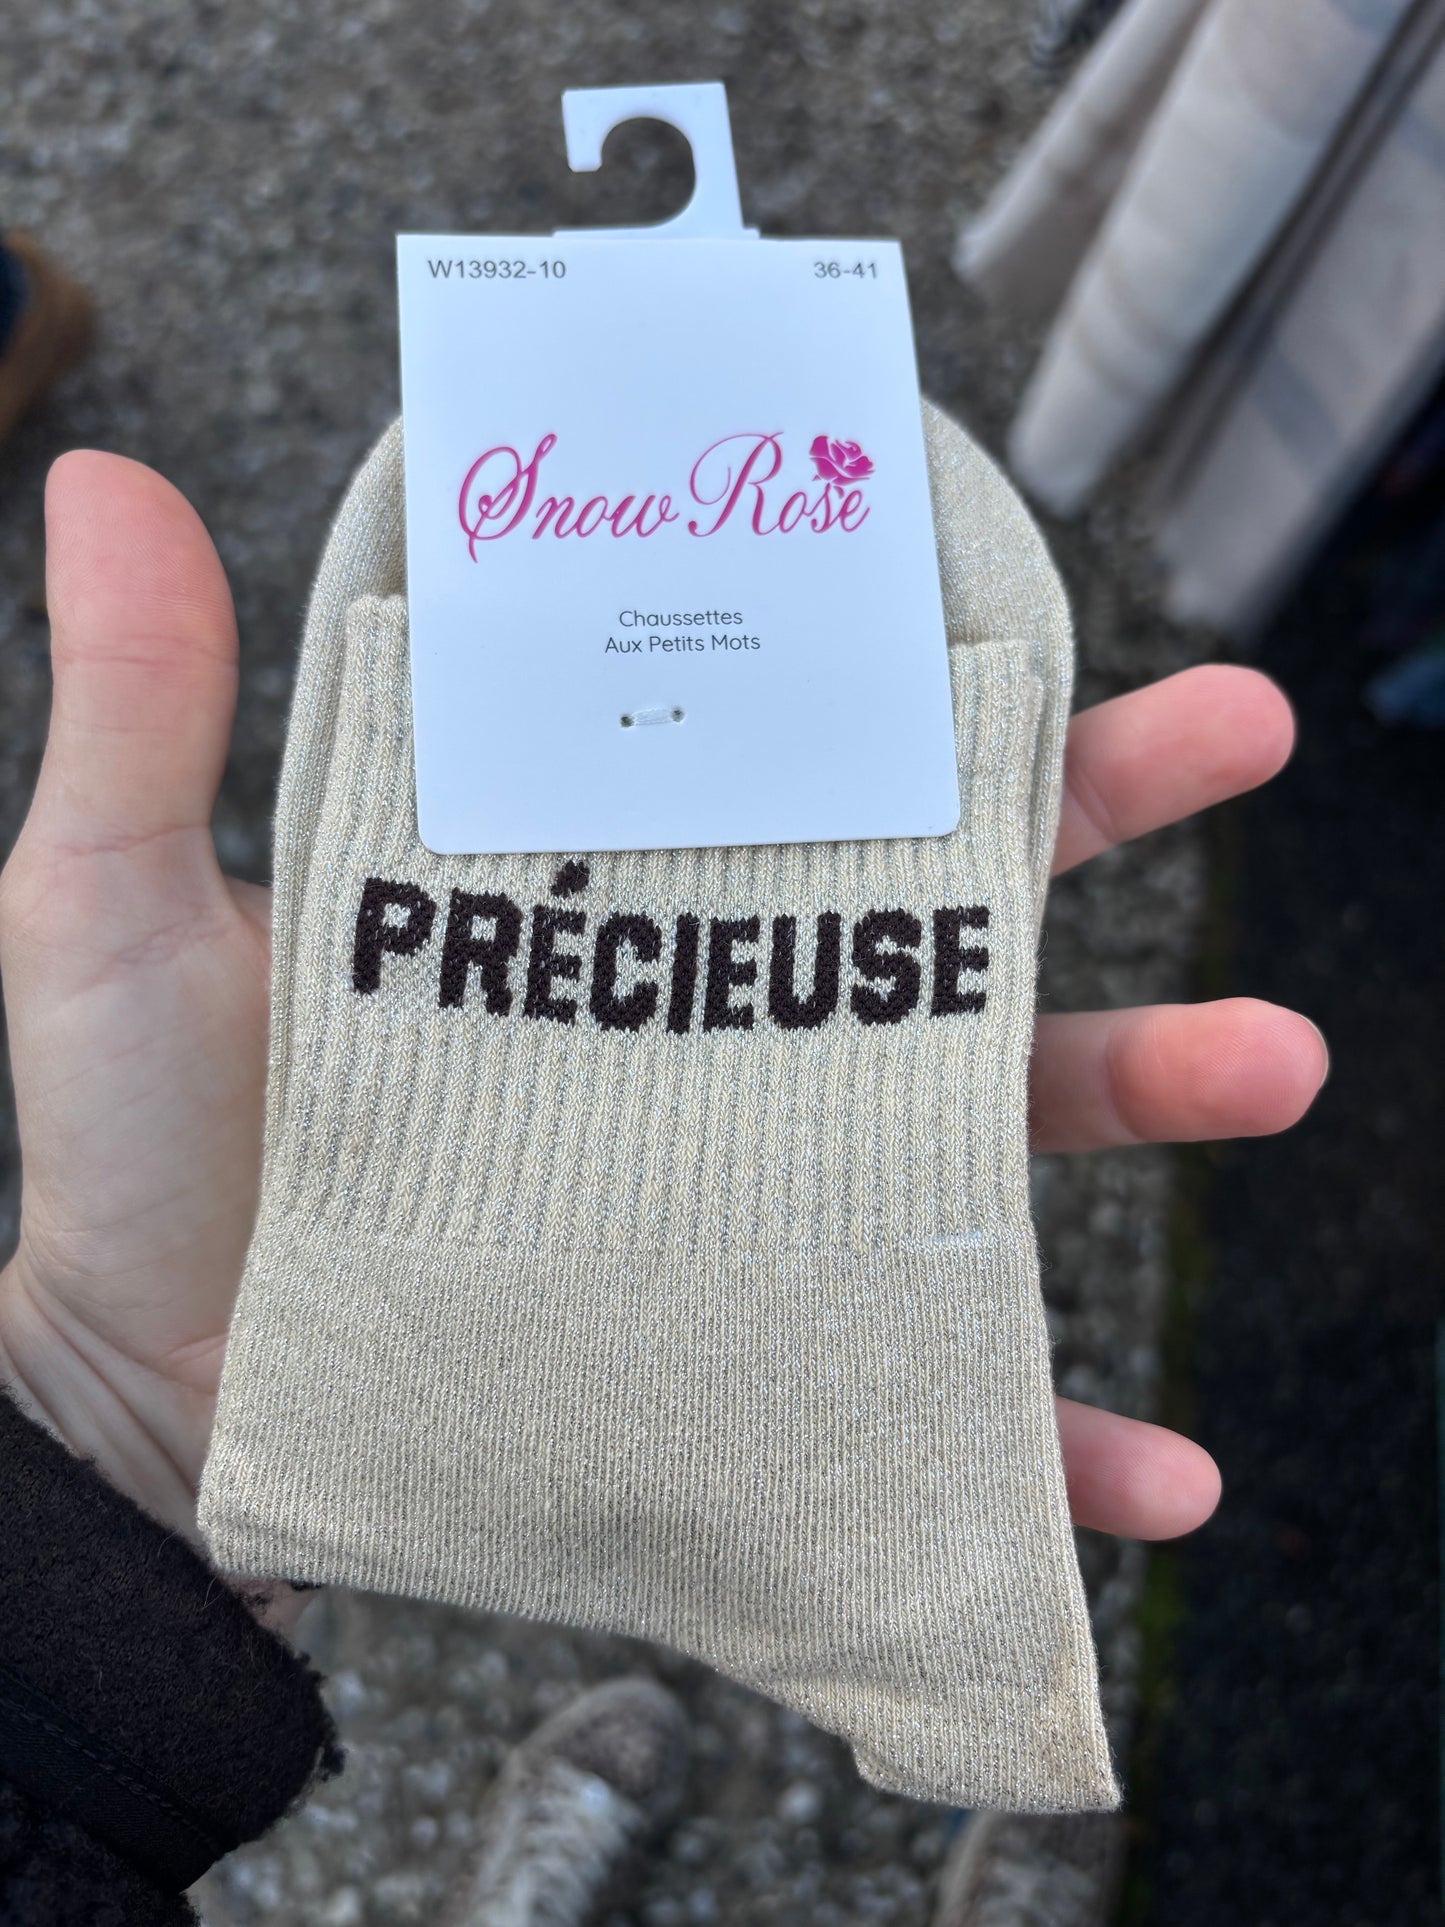 W13932-10 36-41
Snow Rose
Chaussettes
Aux Petits Mots
PRÉCIEUSE